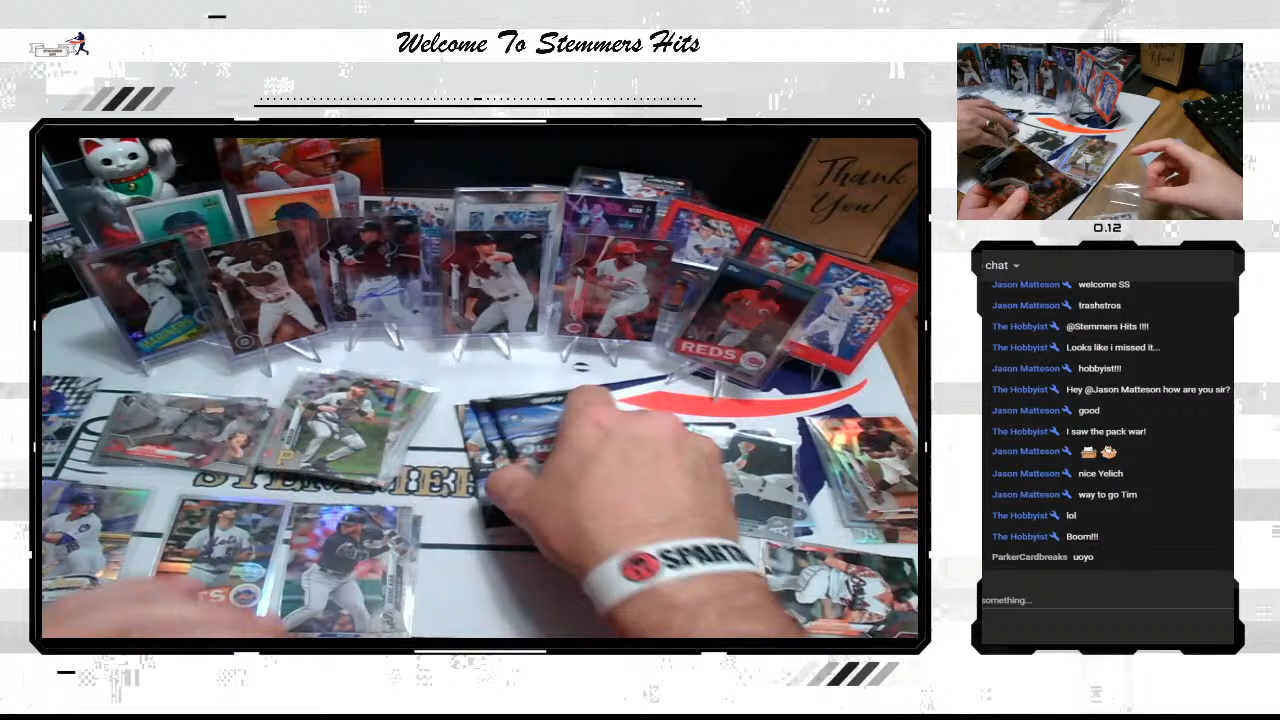 Welcome To Stemmers Hits
Thank
You!
Thank
You!
MARINERS
REDS
SPARTA
0.12
chat
Jason Matteson welcome SS
Jason Matteson trashstros
The Hobbyist @Stemmers Hits !!!!
The Hobbyist Looks like i missed it...
Jason Matteson hobbyist!!!
The Hobbyist Hey @Jason Matteson how are you sir?
Jason Matteson good
The Hobbyist I saw the pack war!
Jason Matteson
Jason Matteson nice Yelich
Jason Matteson way to go Tim
The Hobbyist lol
The Hobbyist Boom!!!
ParkerCardbreaks uoyo
something...